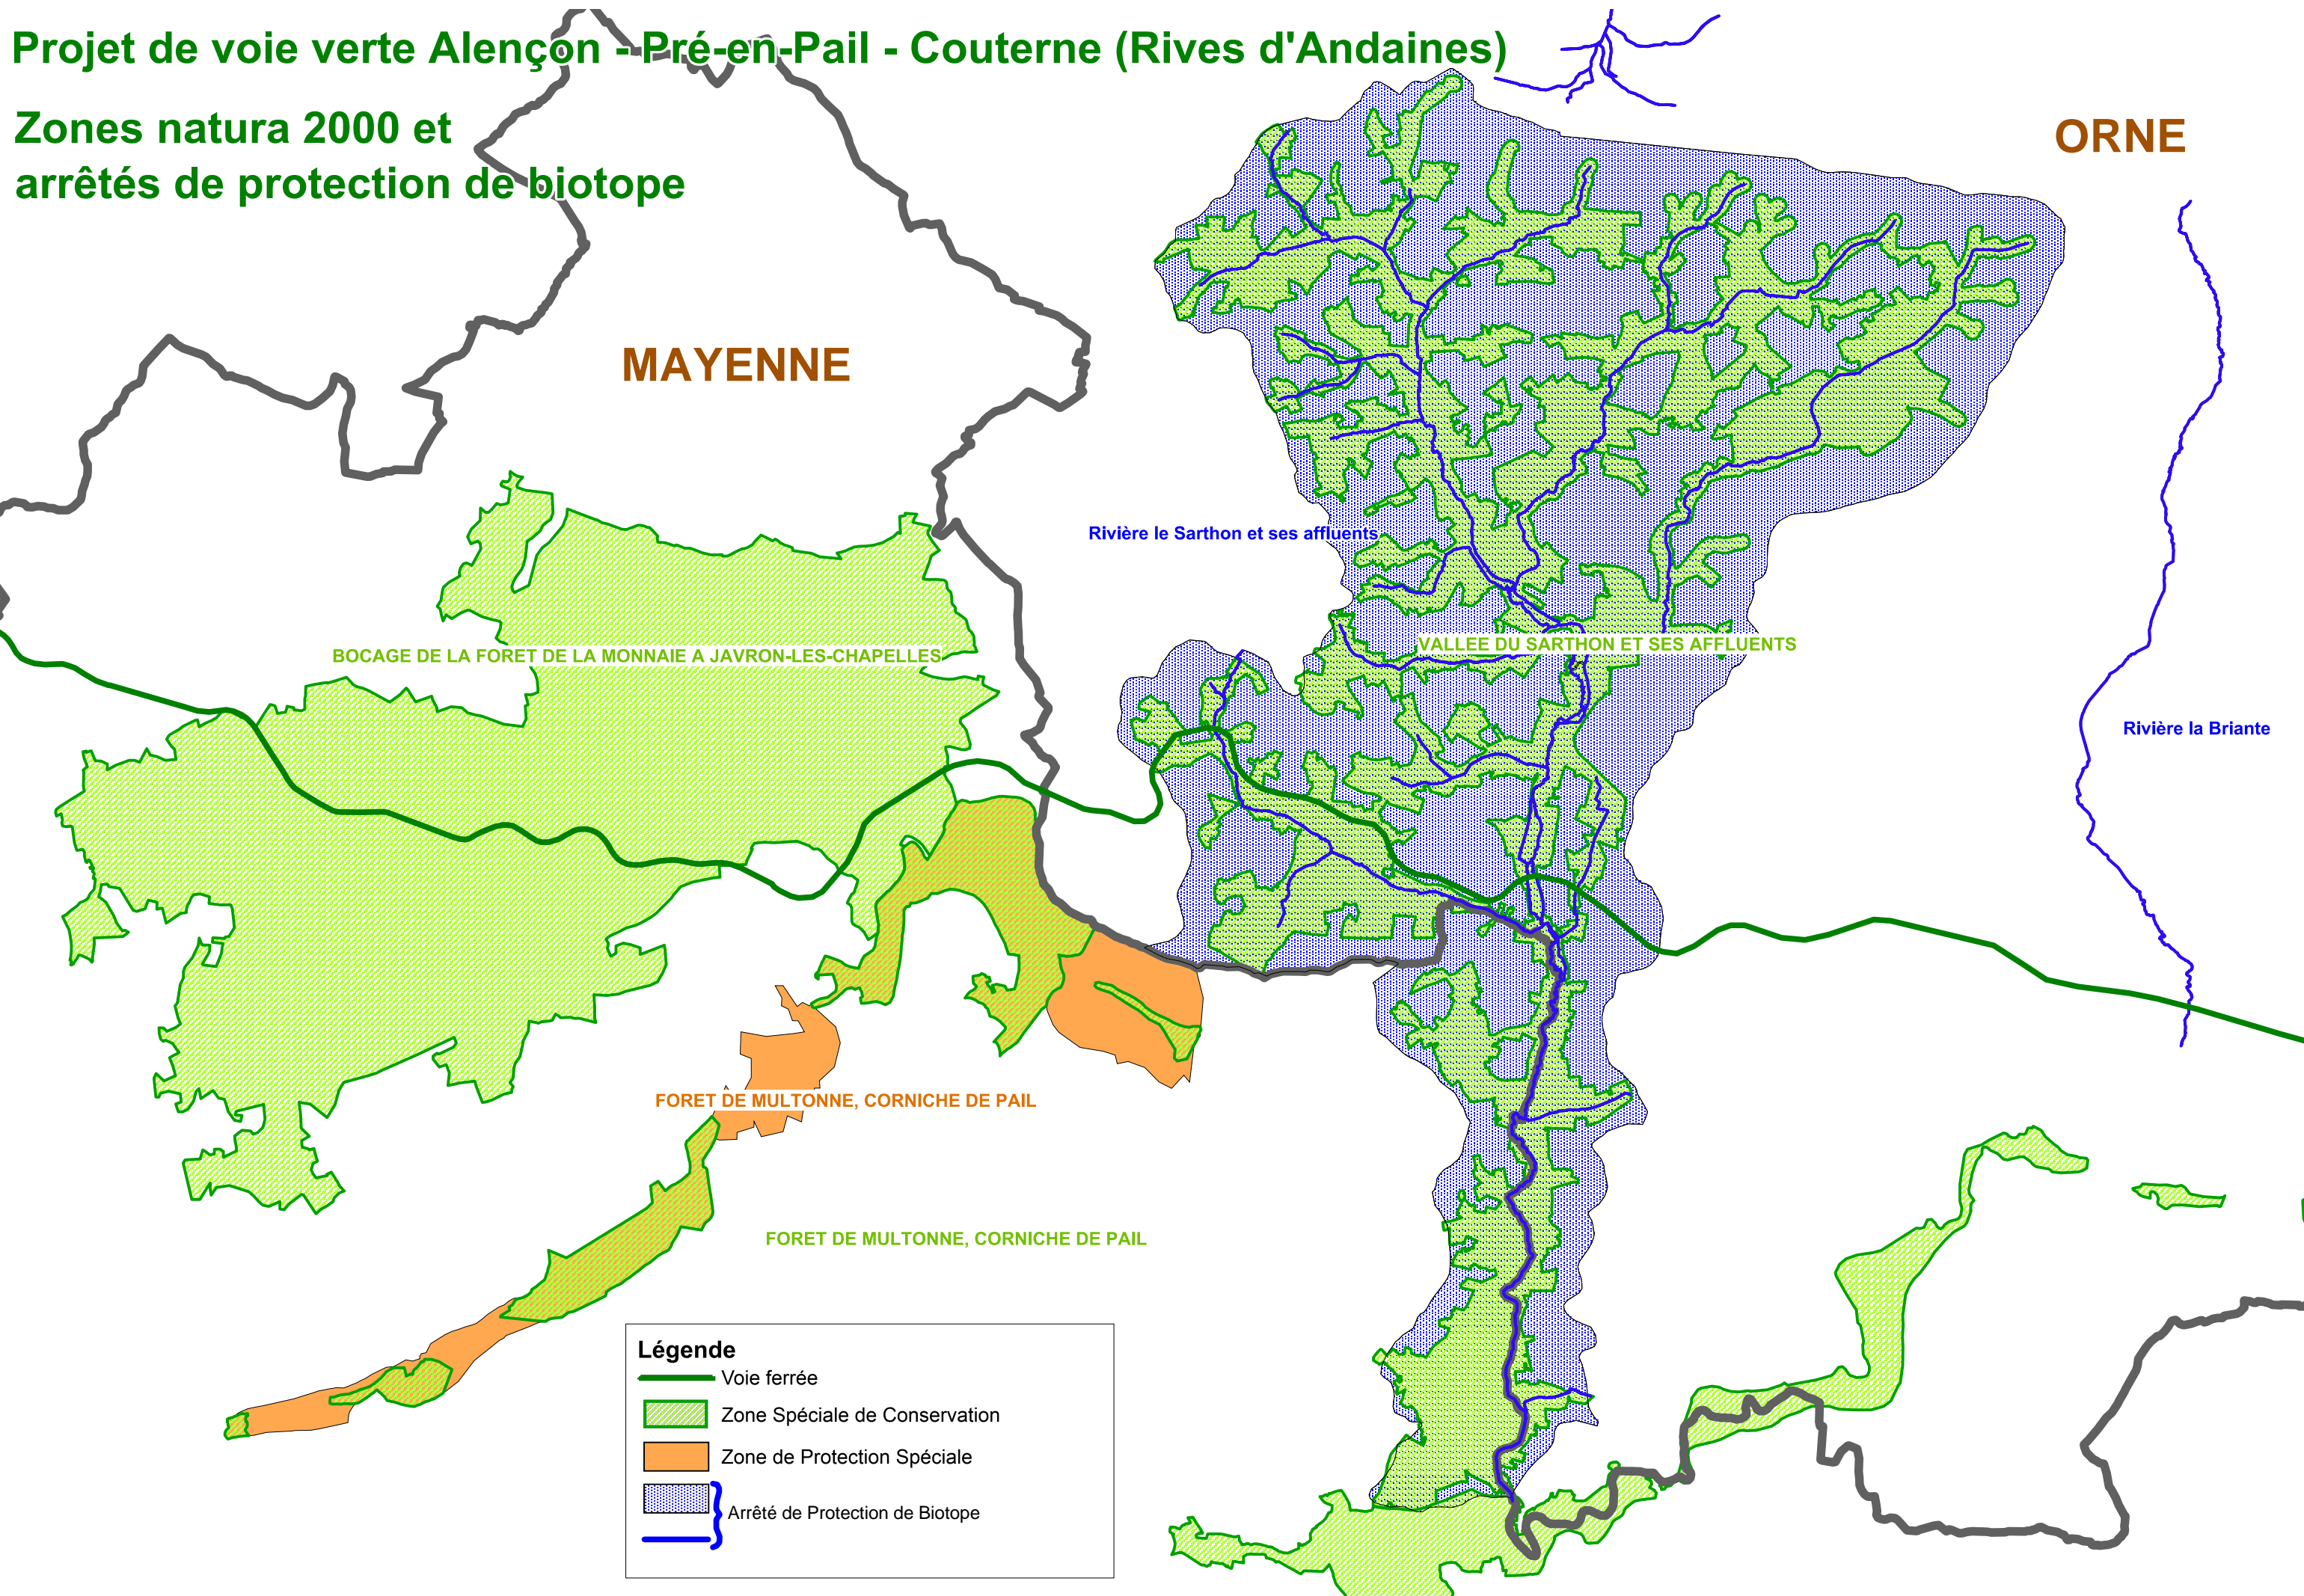 Projet de voie verte Alençon - Pré-en-Pail - Couterne (Rives d'Andaines)
Zones natura 2000 et
arrêtés de protection de biotope
ORNE
MAYENNE
Rivière le Sarthon et ses affluents
BOCAGE DE LA FORET DE LA MONNAIE A JAVRON-LES-CHAPELLES
VALLEE DU SARTHON ET SES AFFLUENTS
Rivière la Briante
FORET DE MULTONNE, CORNICHE DE PAIL
FORET DE MULTONNE, CORNICHE DE PAIL
Légende
Voie ferrée
Zone Spéciale de Conservation
Zone de Protection Spéciale
Arrêté de Protection de Biotope